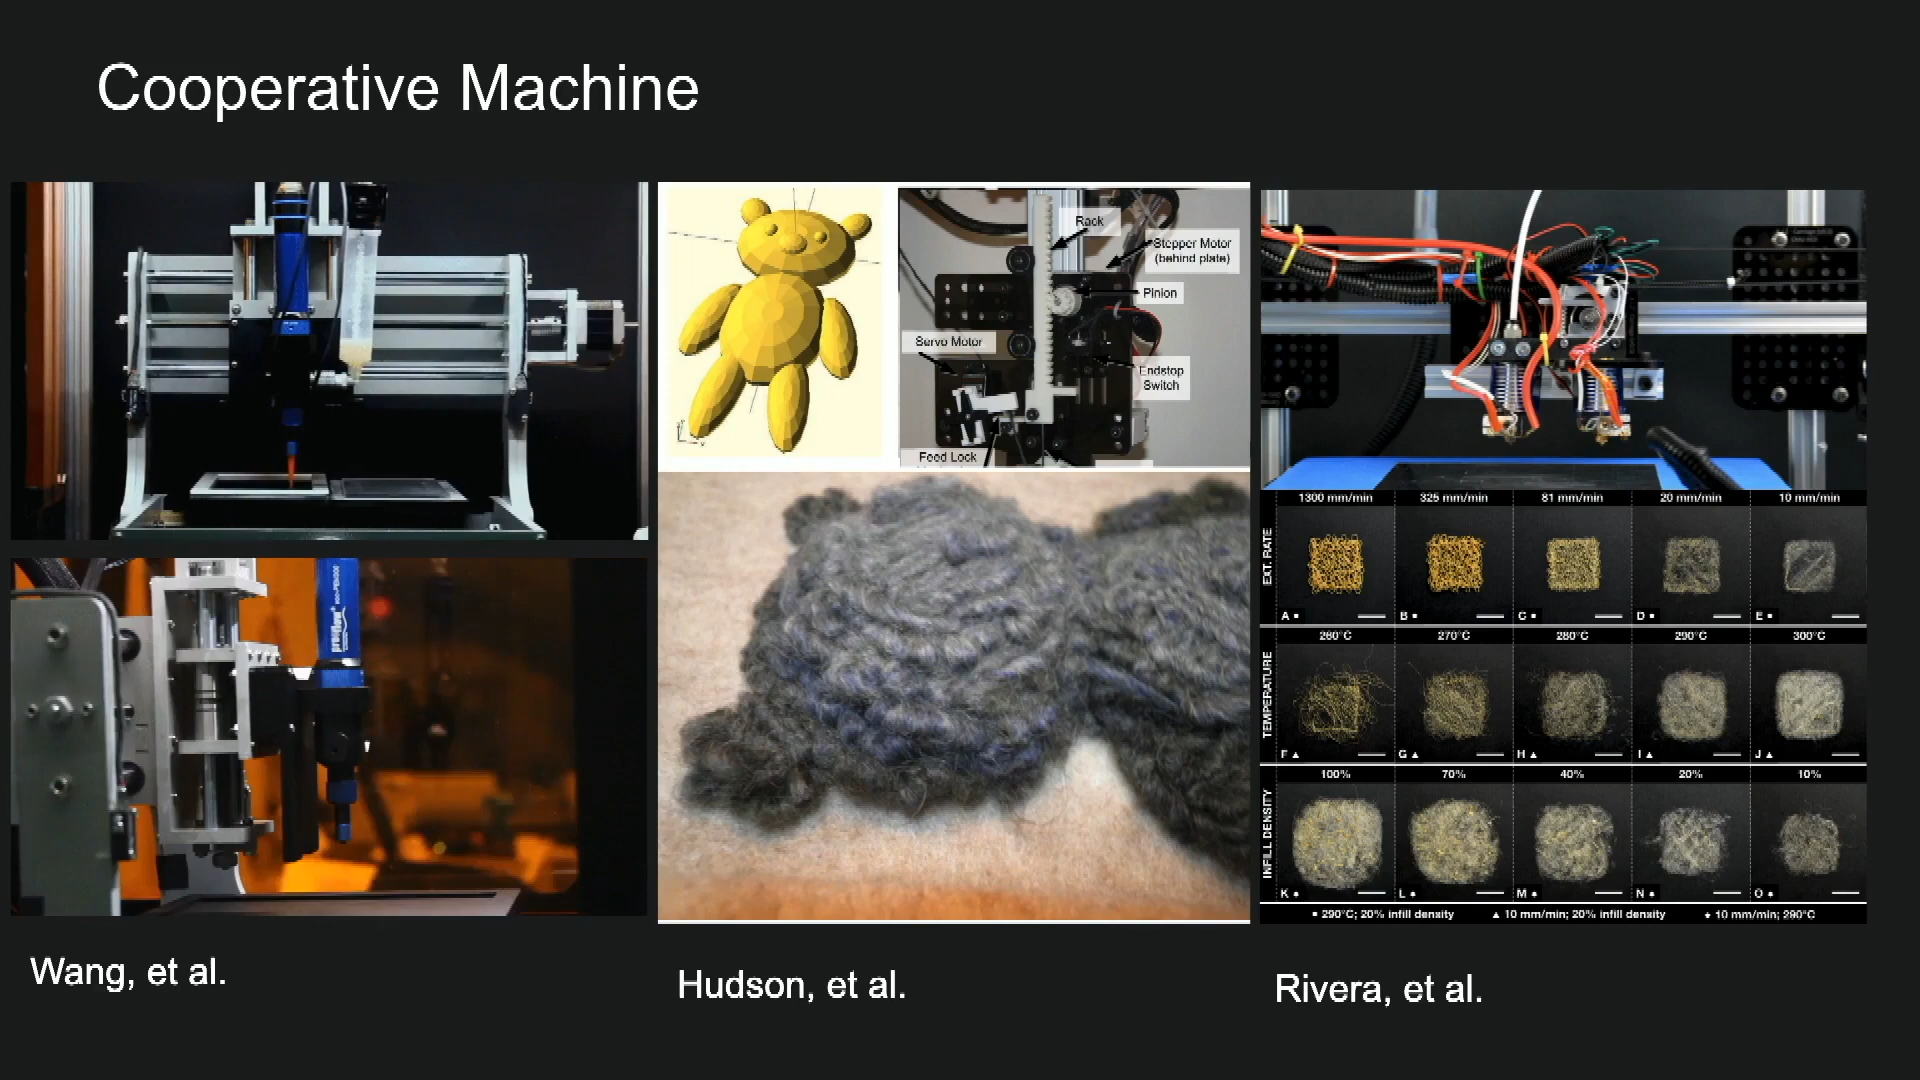 Cooperative Machine
Rack
Stepper Motor
(behind plate)
Pinion
Servo Motor
Endstop
Switch
Feed Lock
1300 mm/min 325 mm/min 81 mm/min 20 mm/min 10 mm/min
EXT. RATE
A ▪ B ▪ C ▪ D ▪ E ▪
260°C 270°C 280°C 290°C 300°C
TEMPERATURE
F ▲ G ▲ H ▲ I ▲ J ▲
100% 70% 40% 20% 10%
INFILL DENSITY
K ♦ L ♦ M ♦ N ♦ O ♦
▪ 290°C; 20% infill density ▲ 10 mm/min; 20% infill density ♦ 10 mm/min; 290°C
Wang, et al.
Hudson, et al.
Rivera, et al.